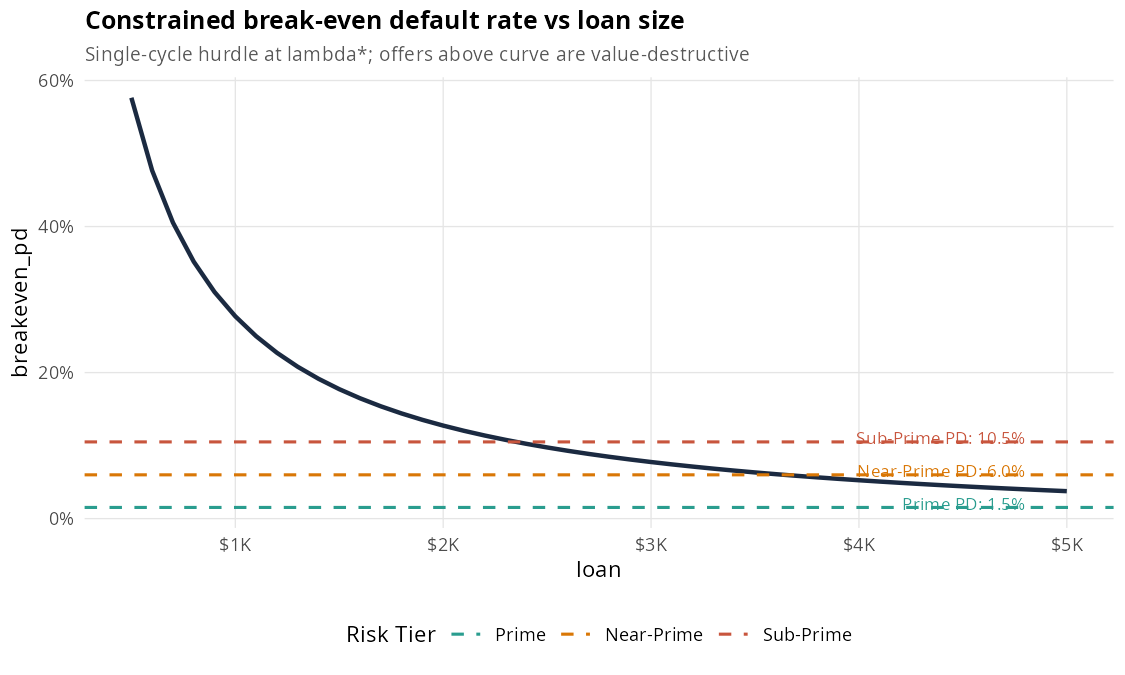 Constrained break-even default rate vs loan size
Single-cycle hurdle at lambda*; offers above curve are value-destructive
60%
40%
20%
0%
breakeven_pd
Sub-Prime PD: 10.5%
Near-Prime PD: 6.0%
Prime PD: 1.5%
$1K $2K $3K $4K $5K
loan
Risk Tier Prime Near-Prime Sub-Prime